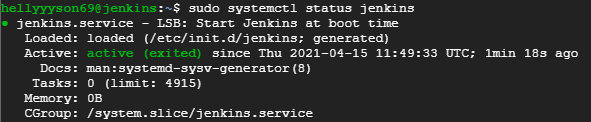 hellyyyson69@jenkins:~$ sudo systemctl status jenkins
● jenkins.service - LSB: Start Jenkins at boot time
Loaded: loaded (/etc/init.d/jenkins; generated)
Active: active (exited) since Thu 2021-04-15 11:49:33 UTC; 1min 18s ago
Docs: man:systemd-sysv-generator(8)
Tasks: 0 (limit: 4915)
Memory: 0B
CGroup: /system.slice/jenkins.service